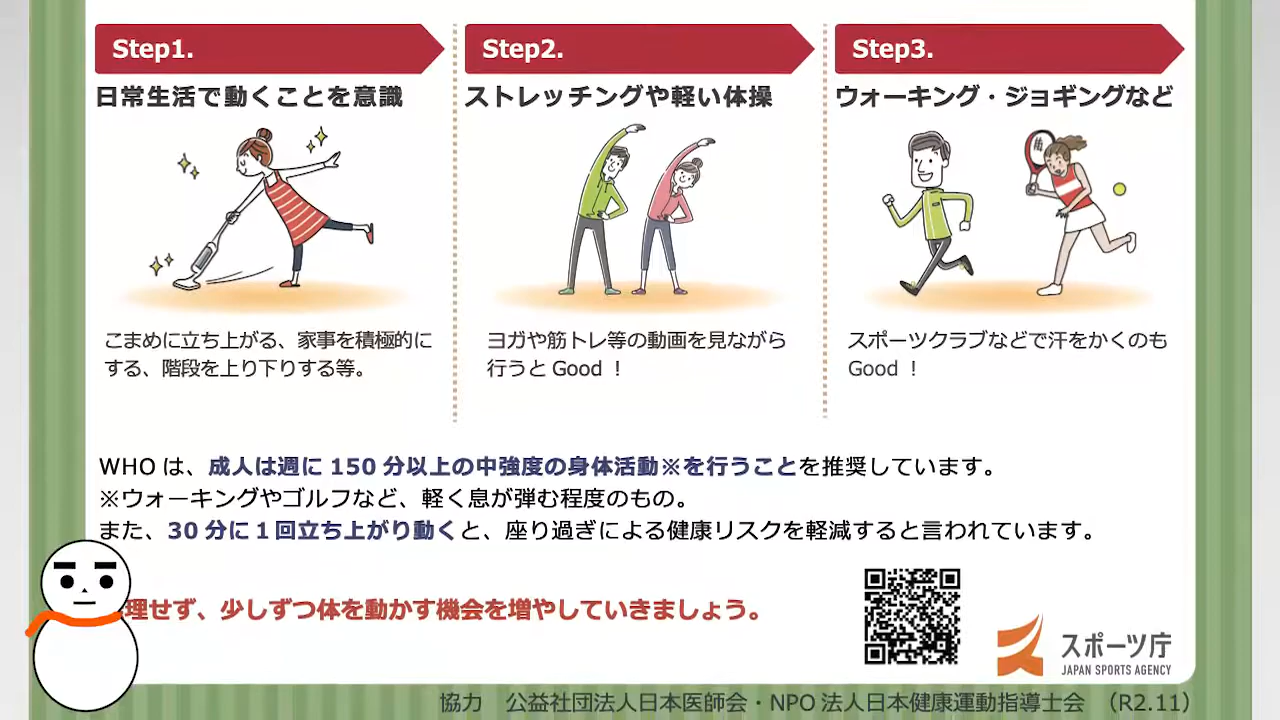 Step1.
日常生活で動くことを意識
こまめに立ち上がる、家事を積極的に
する、階段を上り下りする等。
Step2.
ストレッチングや軽い体操
ヨガや筋トレ等の動画を見ながら
行うと Good ！
Step3.
ウォーキング・ジョギングなど
スポーツクラブなどで汗をかくのも
Good ！
WHO は、成人は週に 150 分以上の中強度の身体活動※を行うことを推奨しています。
※ウォーキングやゴルフなど、軽く息が弾む程度のもの。
また、30 分に１回立ち上がり動くと、座り過ぎによる健康リスクを軽減すると言われています。
理せず、少しずつ体を動かす機会を増やしていきましょう。
スポーツ庁
JAPAN SPORTS AGENCY
協力　公益社団法人日本医師会・NPO 法人日本健康運動指導士会　（R2.11）